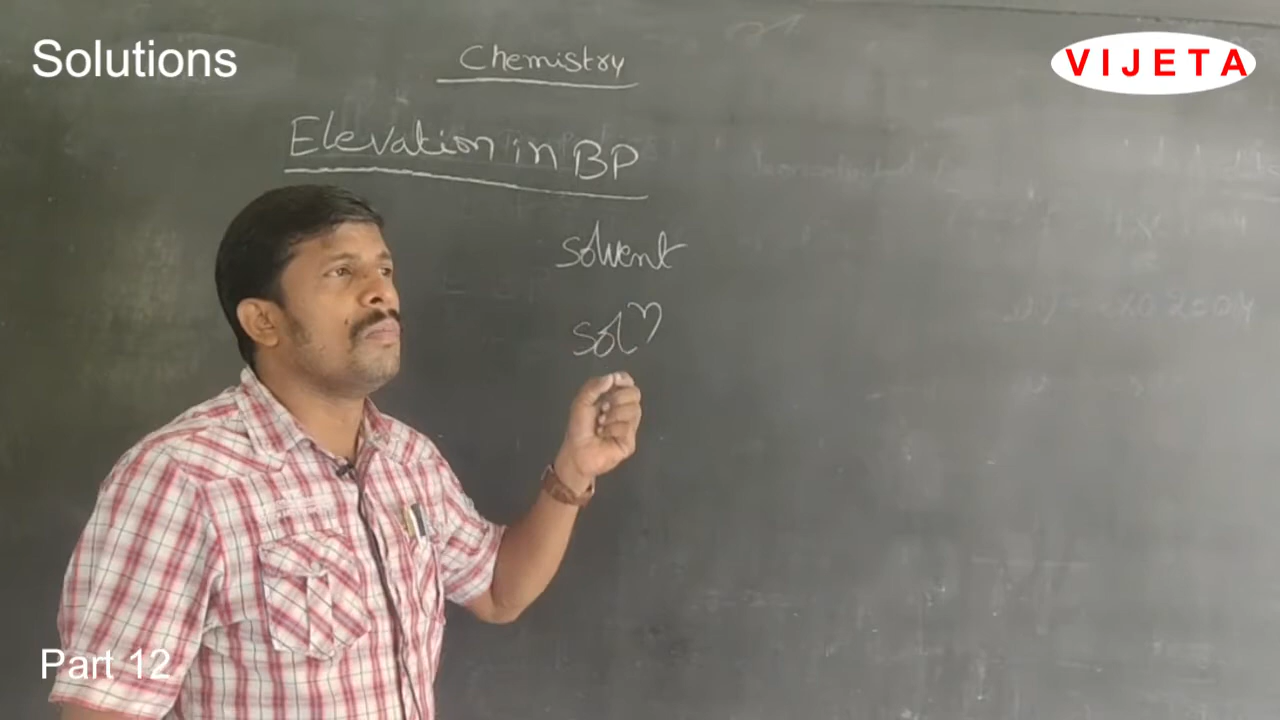 Solutions
VIJETA
Chemistry
Elevation in BP
solvent
solⁿ
Part 12